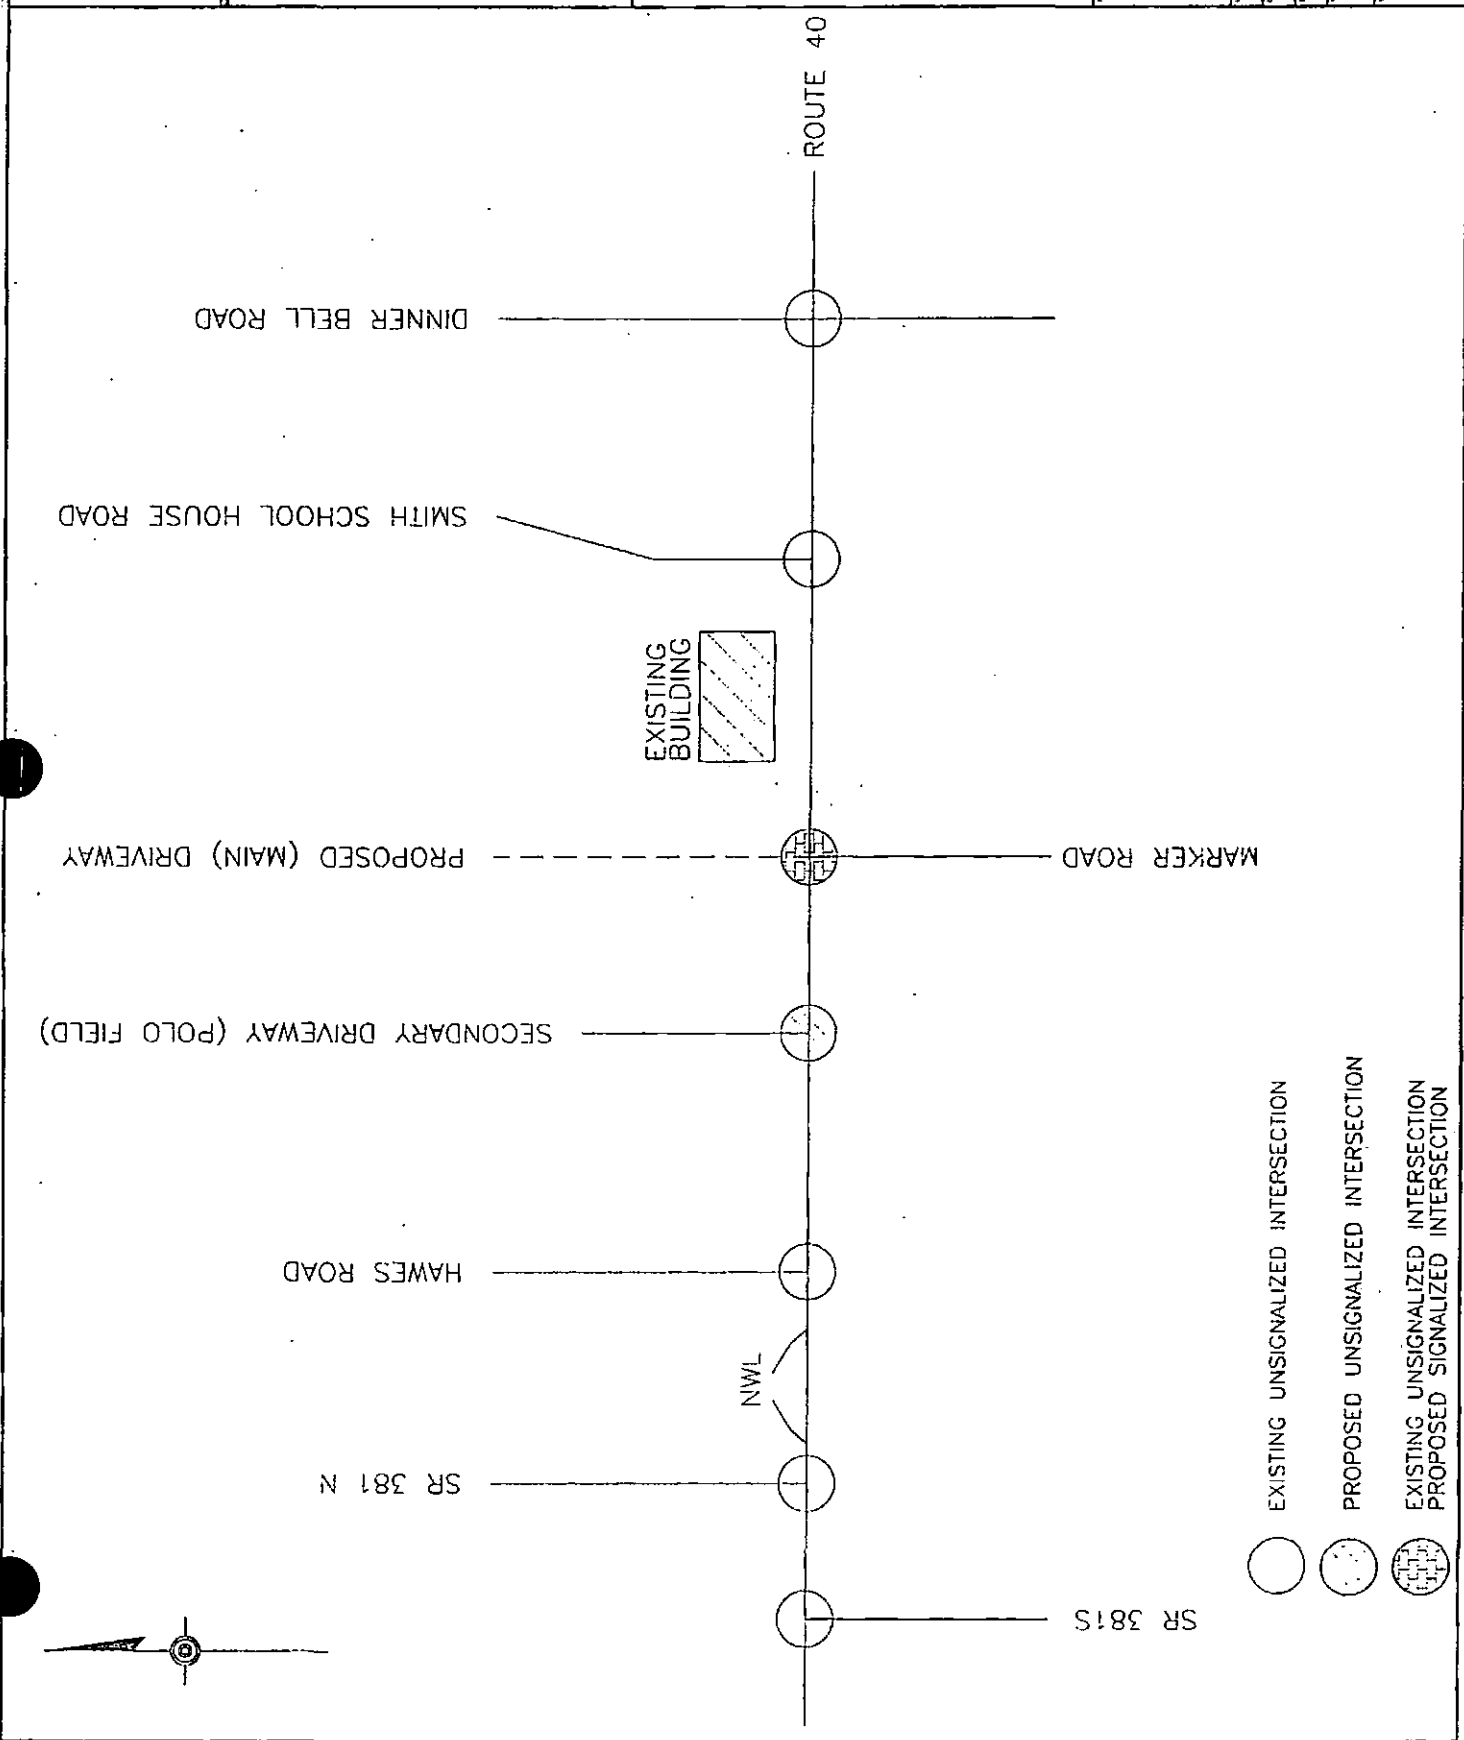 ROUTE 40
DINNER BELL ROAD
SMITH SCHOOL HOUSE ROAD
EXISTING
BUILDING
PROPOSED (MAIN) DRIVEWAY
MARKER ROAD
SECONDARY DRIVEWAY (POLO FIELD)
HAWES ROAD
NWL
SR 381 N
SR 381S
EXISTING UNSIGNALIZED INTERSECTION
PROPOSED UNSIGNALIZED INTERSECTION
EXISTING UNSIGNALIZED INTERSECTION
PROPOSED SIGNALIZED INTERSECTION